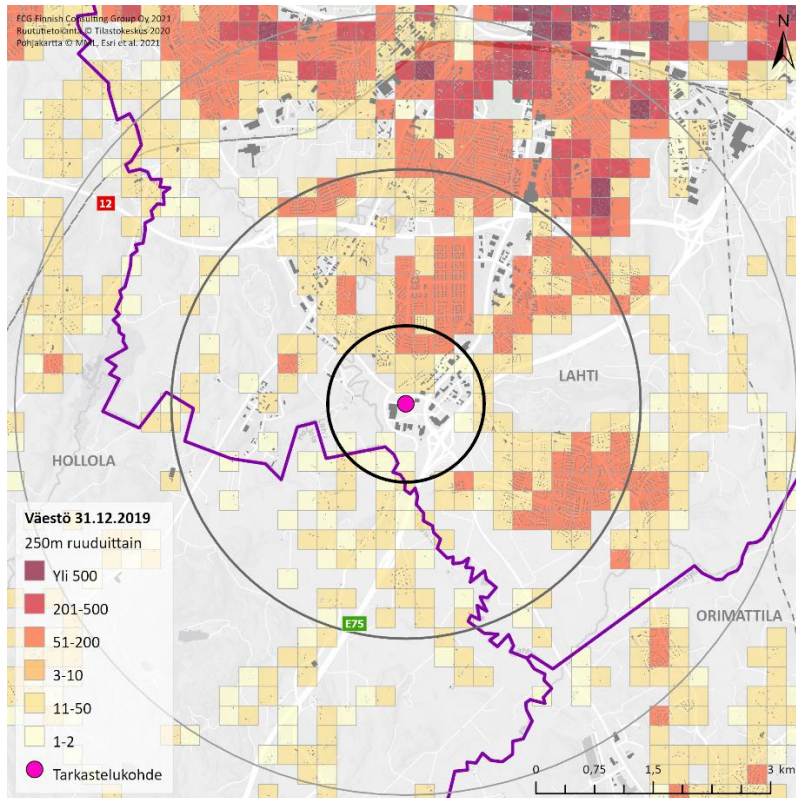 FCG Finnish Consulting Group Oy 2021
Ruututietokanta © Tilastokeskus 2020
Pohjakartta © MML, Esri et al. 2021
N
12
LAHTI
HOLLOLA
Väestö 31.12.2019
250m ruuduittain
Yli 500
201-500
51-200
3-10
11-50
1-2
Tarkastelukohde
E75
ORIMATTILA
0 0,75 1,5 3 km